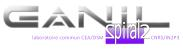 GANIL
spiral2
laboratoire commun CEA/DSM CNRS/IN2P3